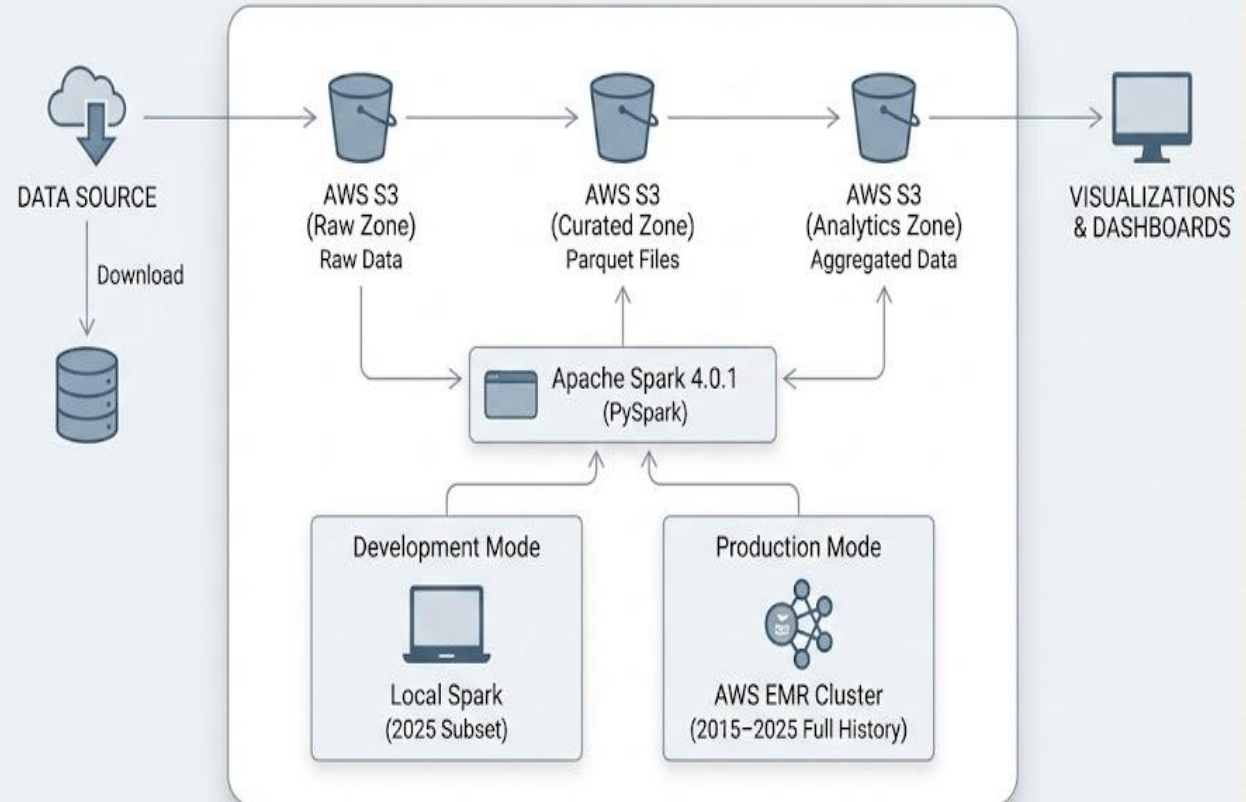 DATA SOURCE
Download
AWS S3
(Raw Zone)
Raw Data
AWS S3
(Curated Zone)
Parquet Files
AWS S3
(Analytics Zone)
Aggregated Data
VISUALIZATIONS
& DASHBOARDS
Apache Spark 4.0.1
(PySpark)
Development Mode
Local Spark
(2025 Subset)
Production Mode
AWS EMR Cluster
(2015–2025 Full History)